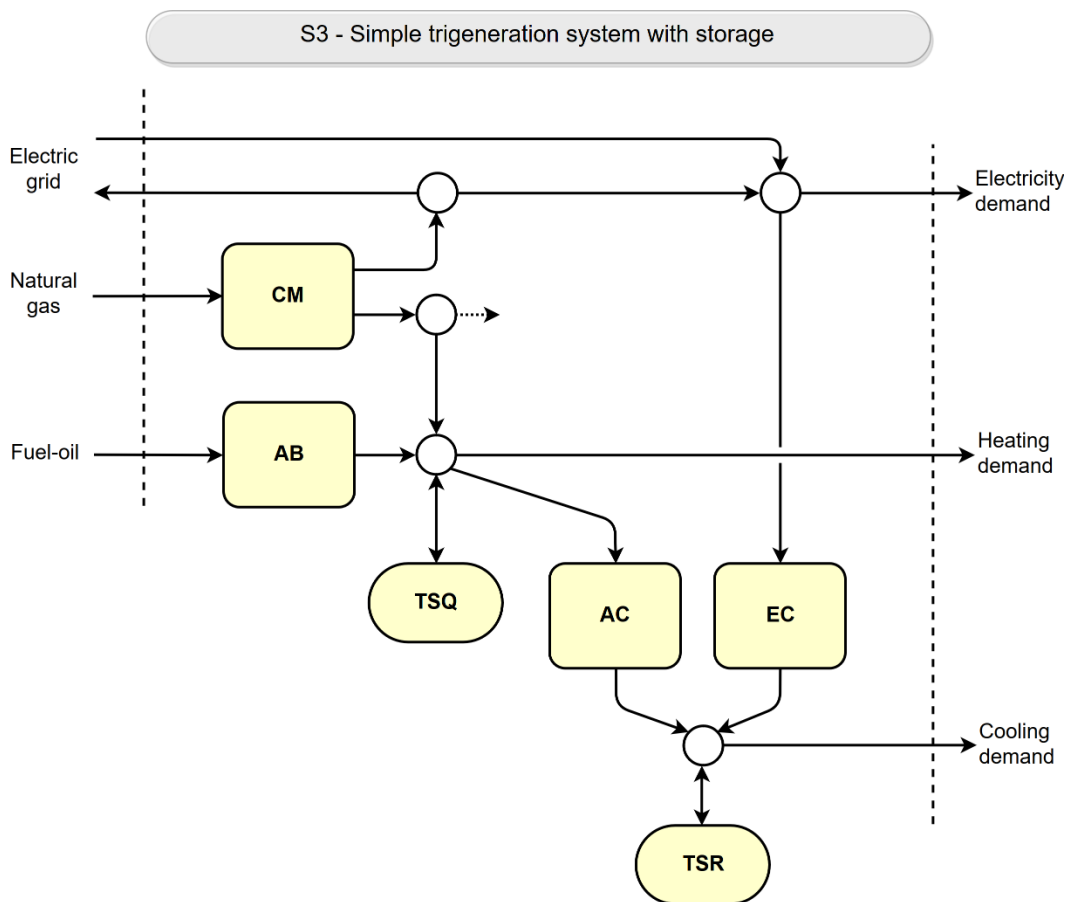 S3 - Simple trigeneration system with storage
Electric
grid
Electricity
demand
Natural
gas
CM
Fuel-oil
AB
Heating
demand
TSQ
AC
EC
Cooling
demand
TSR